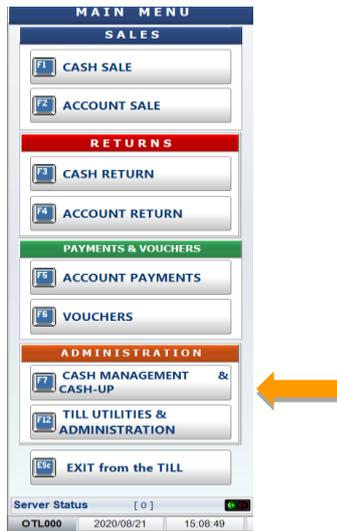 MAIN MENU
SALES
F1 CASH SALE
F2 ACCOUNT SALE
RETURNS
F3 CASH RETURN
F4 ACCOUNT RETURN
PAYMENTS & VOUCHERS
F5 ACCOUNT PAYMENTS
F6 VOUCHERS
ADMINISTRATION
F7 CASH MANAGEMENT &
CASH-UP
F12 TILL UTILITIES &
ADMINISTRATION
ESc EXIT from the TILL
Server Status [ 0 ]
OTL000 2020/08/21 15:08:49